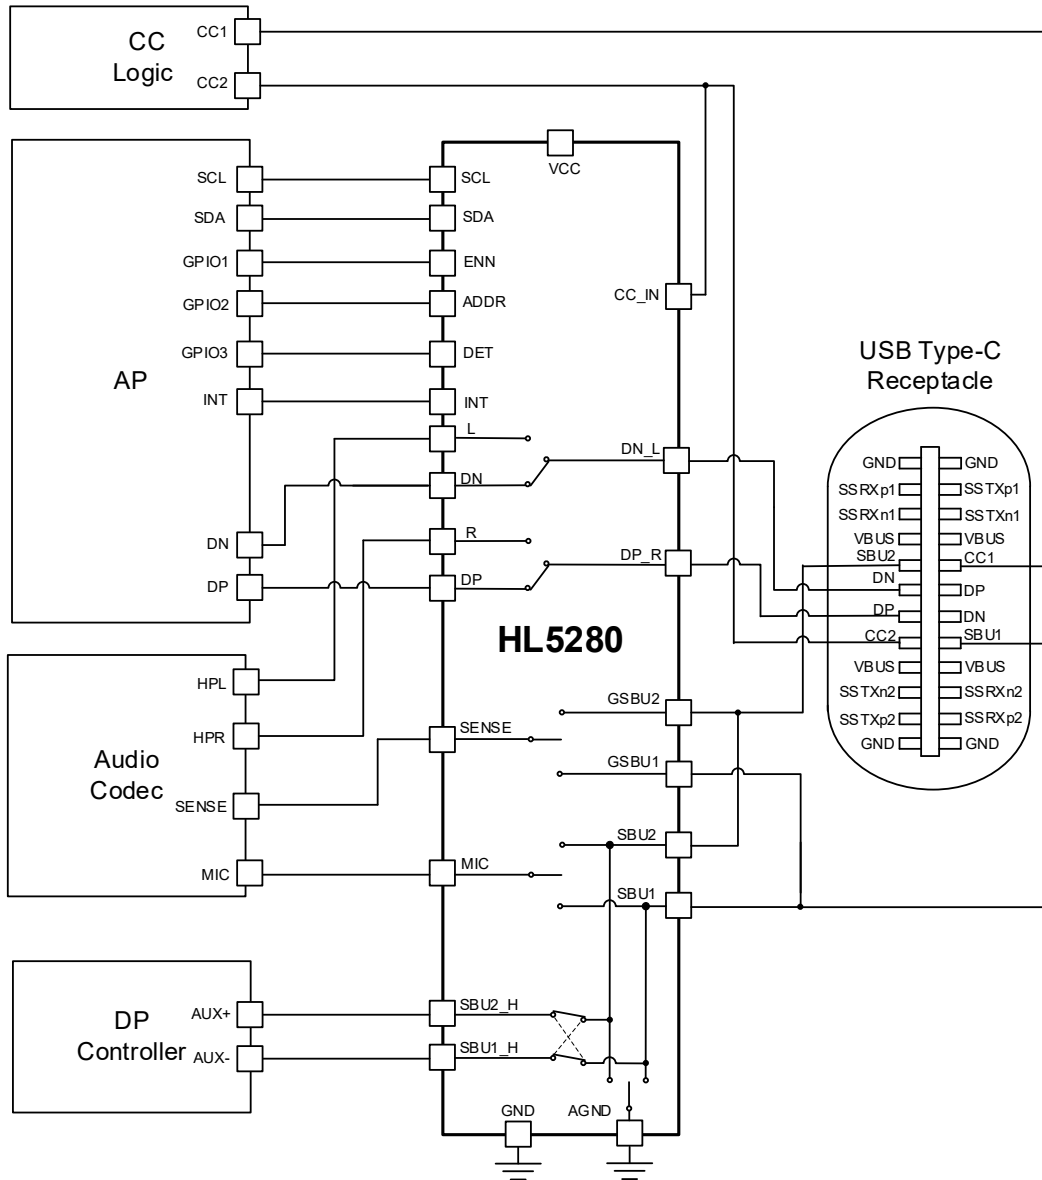 CC
Logic
CC1
CC2
AP
SCL
SDA
GPIO1
GPIO2
GPIO3
INT
DN
DP
Audio
Codec
HPL
HPR
SENSE
MIC
DP
Controller
AUX+
AUX-
VCC
SCL
SDA
ENN
ADDR
DET
INT
L
DN
R
DP
HL5280
SENSE
MIC
SBU2_H
SBU1_H
GND
AGND
CC_IN
DN_L
DP_R
GSBU2
GSBU1
SBU2
SBU1
USB Type-C
Receptacle
GND GND
SSRXp1 SSTXp1
SSRXn1 SSTXn1
VBUS VBUS
SBU2 CC1
DN DP
DP DN
CC2 SBU1
VBUS VBUS
SSTXn2 SSRXn2
SSTXp2 SSRXp2
GND GND